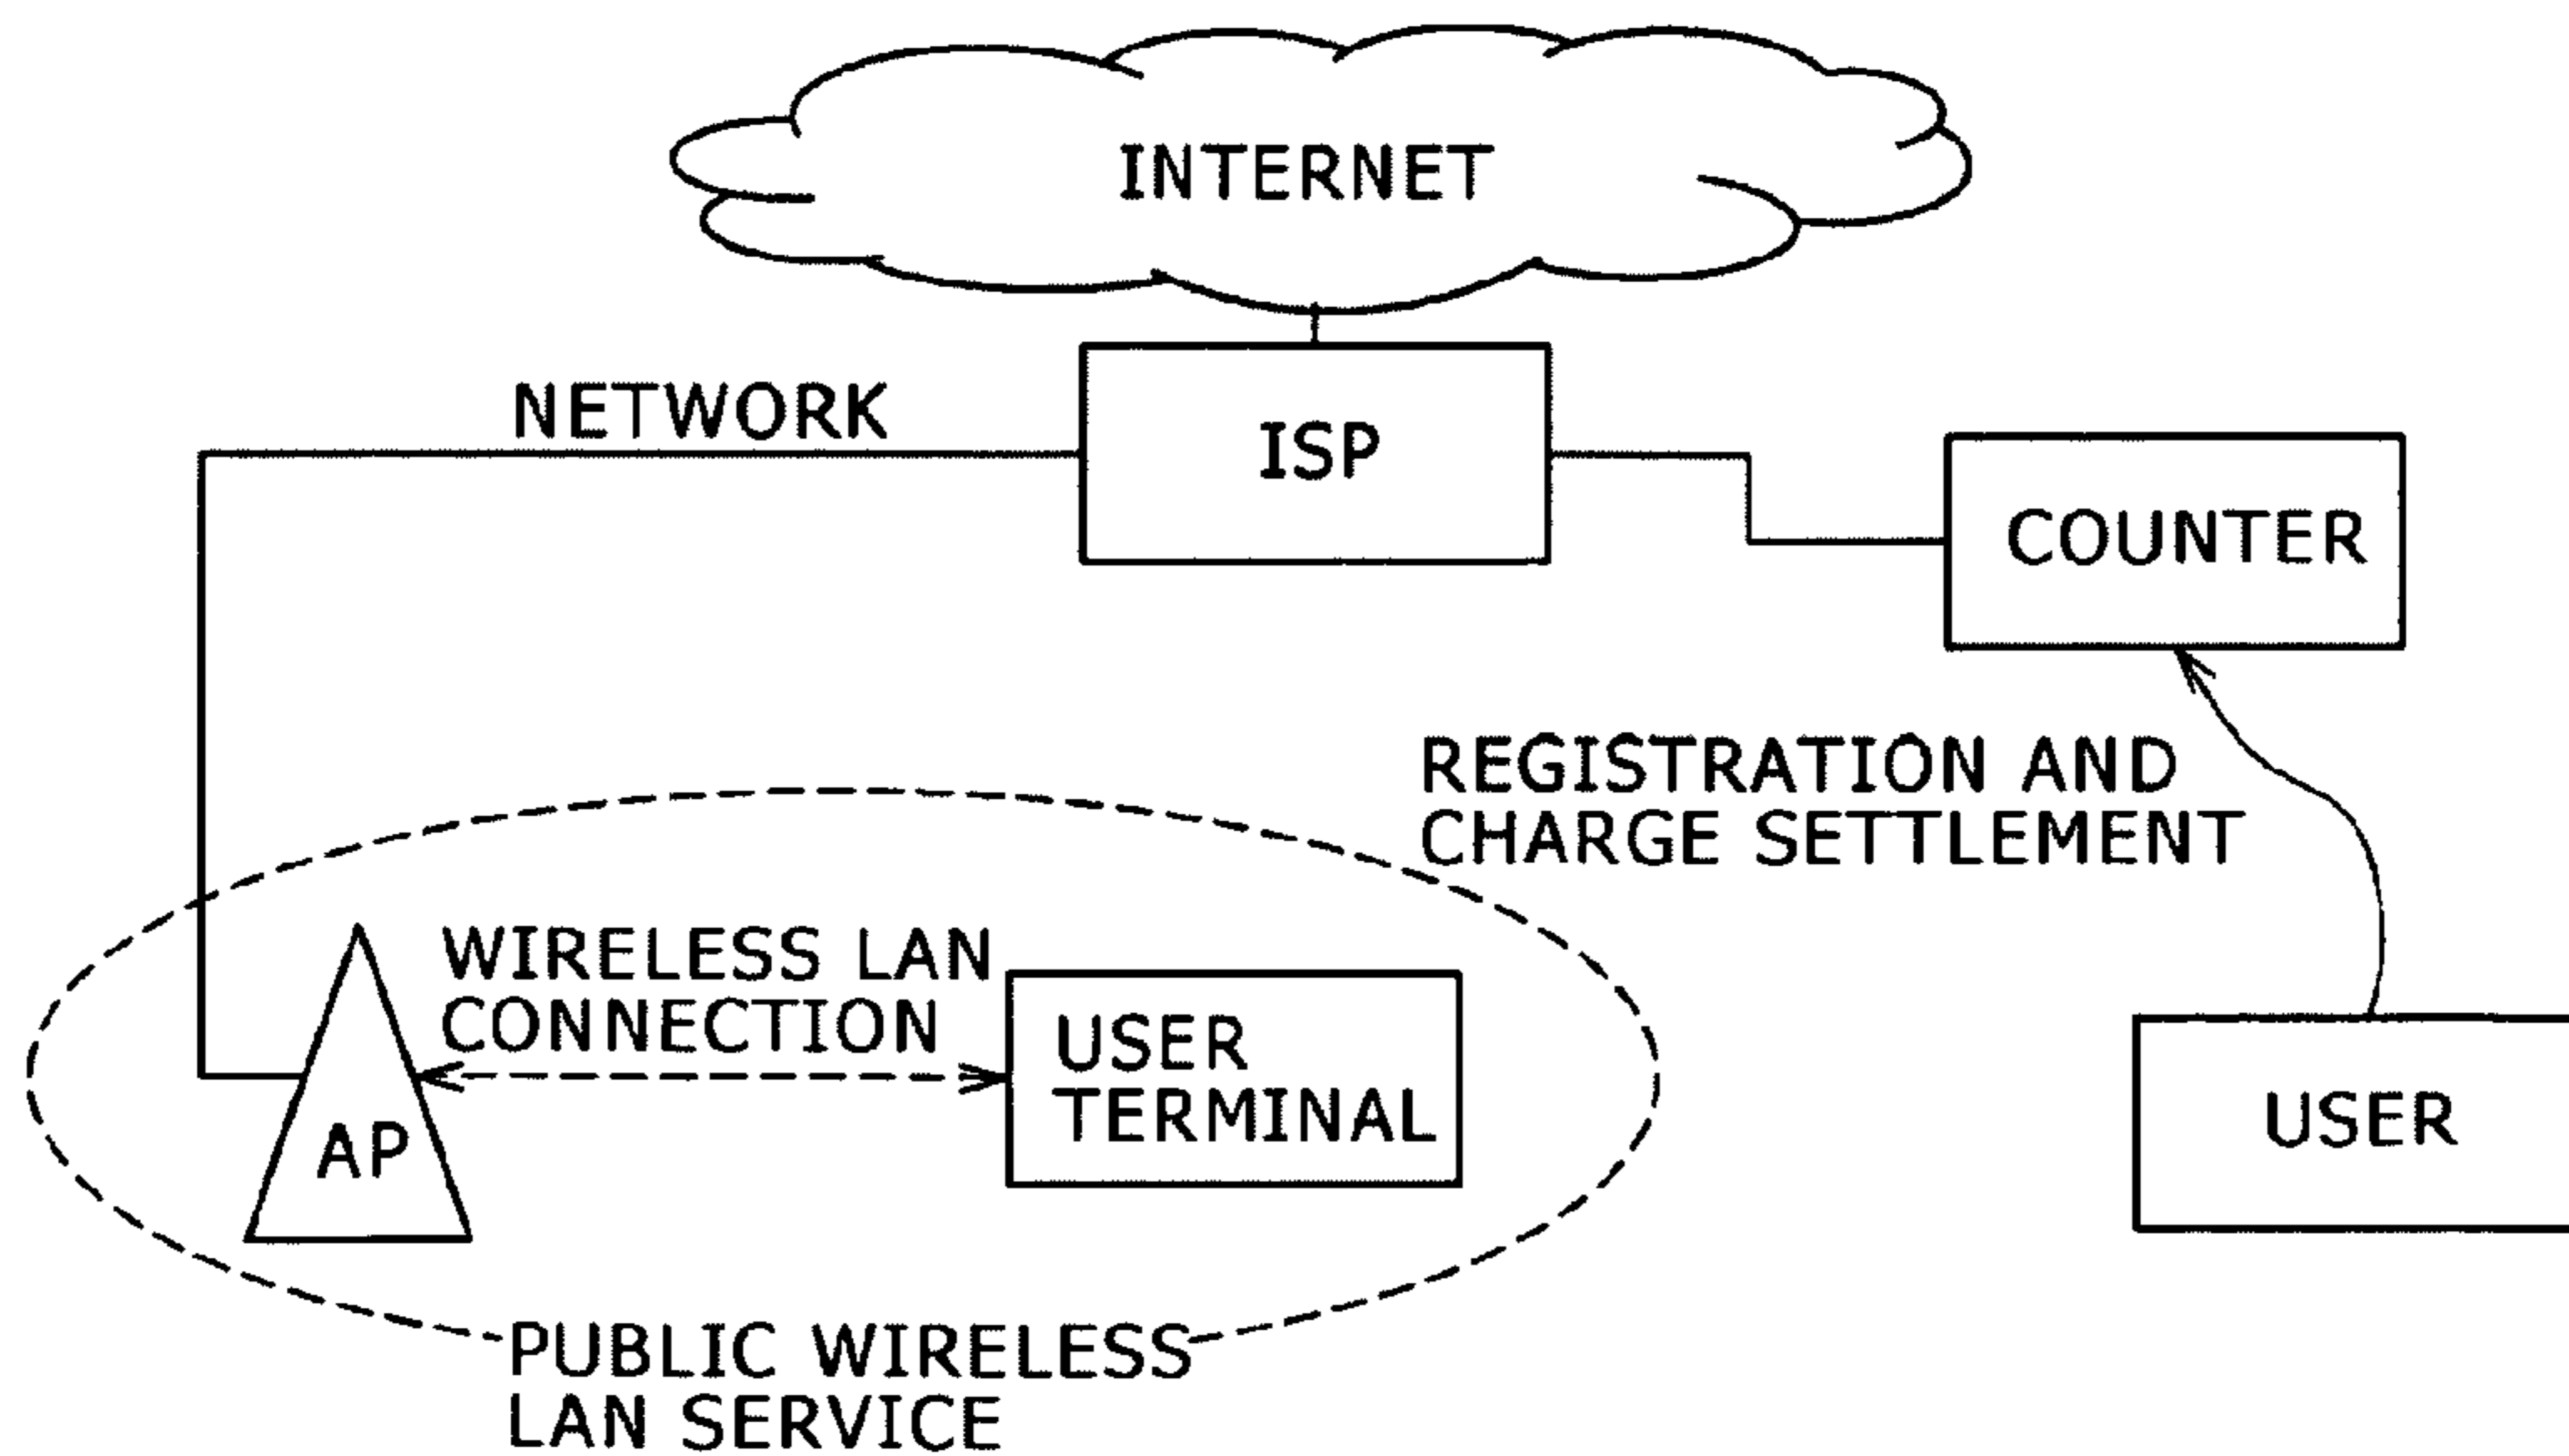 INTERNET
NETWORK
ISP
COUNTER
REGISTRATION AND
CHARGE SETTLEMENT
WIRELESS LAN
CONNECTION
USER
TERMINAL
AP
USER
PUBLIC WIRELESS
LAN SERVICE